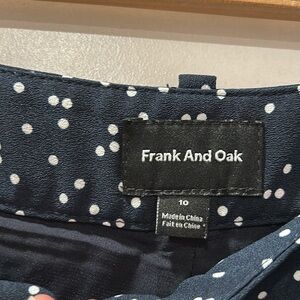 Frank And Oak
10
Made in China
Fait en Chine